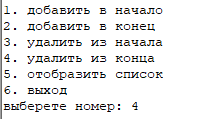 1. добавить в начало
2. добавить в конец
3. удалить из начала
4. удалить из конца
5. отобразить список
6. выход
выберете номер: 4